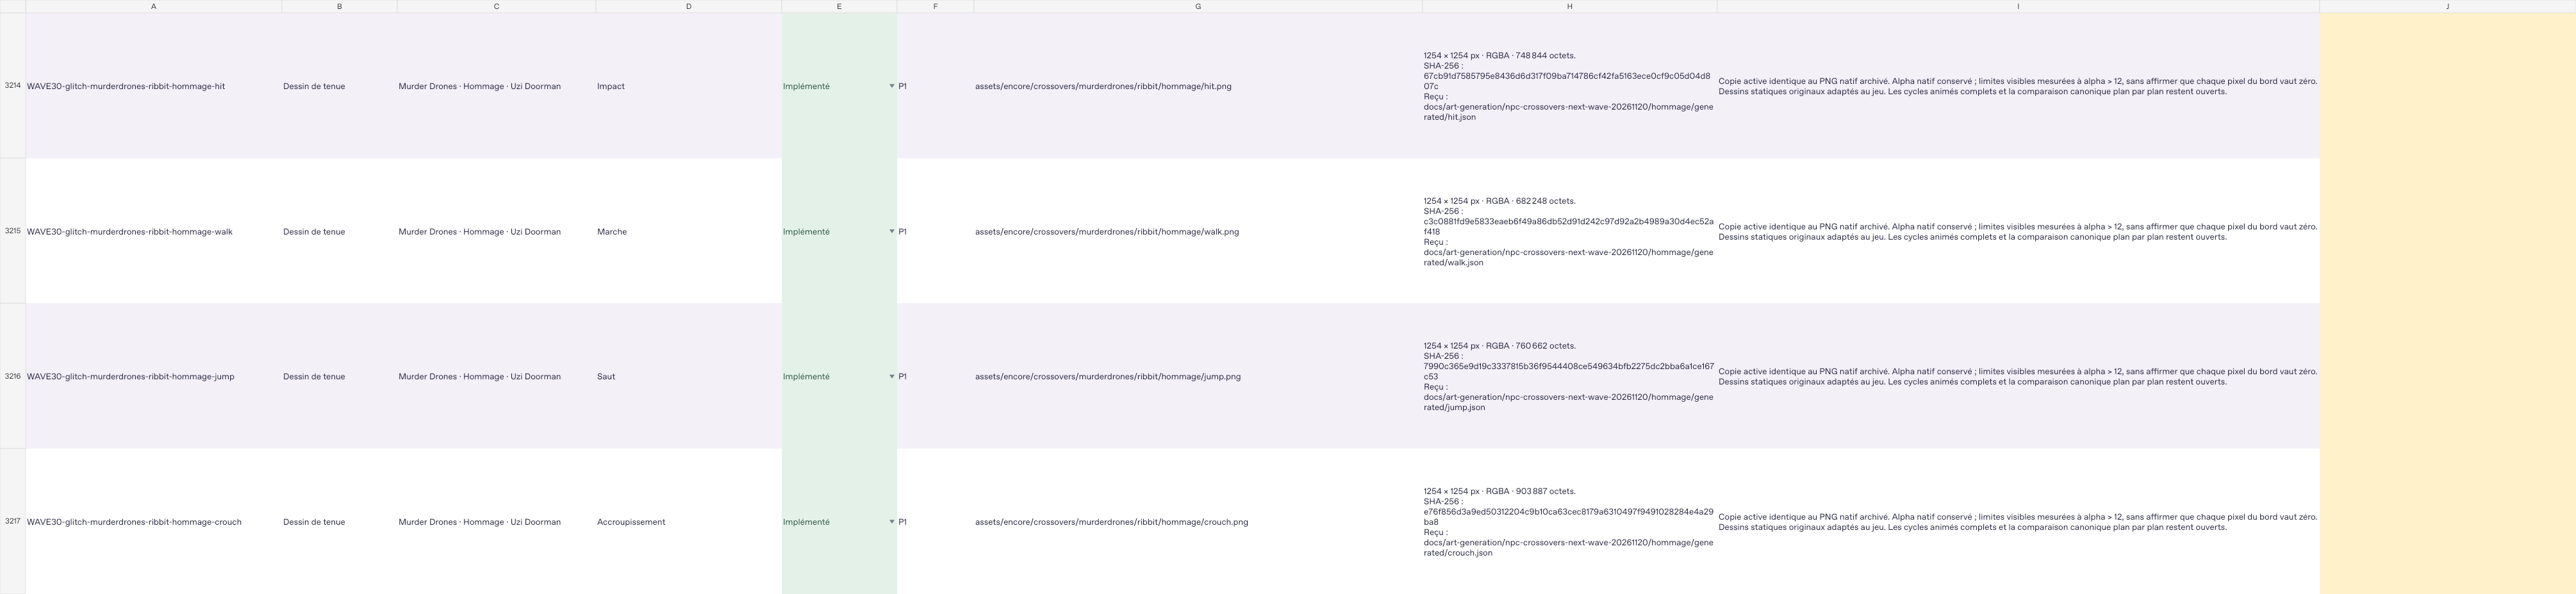 A B C D E F G H I J
3214 WAVE30-glitch-murderdrones-ribbit-hommage-hit Dessin de tenue Murder Drones · Hommage · Uzi Doorman Impact Implémenté P1 assets/encore/crossovers/murderdrones/ribbit/hommage/hit.png
1254 × 1254 px · RGBA · 748 844 octets.
SHA-256 :
67cb91d7585795e8436d6d317f09ba714786cf42fa5163ece0cf9c05d04d8
07c
Reçu :
docs/art-generation/npc-crossovers-next-wave-20261120/hommage/gene
rated/hit.json
Copie active identique au PNG natif archivé. Alpha natif conservé ; limites visibles mesurées à alpha > 12, sans affirmer que chaque pixel du bord vaut zéro.
Dessins statiques originaux adaptés au jeu. Les cycles animés complets et la comparaison canonique plan par plan restent ouverts.
3215 WAVE30-glitch-murderdrones-ribbit-hommage-walk Dessin de tenue Murder Drones · Hommage · Uzi Doorman Marche Implémenté P1 assets/encore/crossovers/murderdrones/ribbit/hommage/walk.png
1254 × 1254 px · RGBA · 682 248 octets.
SHA-256 :
c3c0881fd9e5833eaeb6f49a86db52d91d242c97d92a2b4989a30d4ec52a
f418
Reçu :
docs/art-generation/npc-crossovers-next-wave-20261120/hommage/gene
rated/walk.json
Copie active identique au PNG natif archivé. Alpha natif conservé ; limites visibles mesurées à alpha > 12, sans affirmer que chaque pixel du bord vaut zéro.
Dessins statiques originaux adaptés au jeu. Les cycles animés complets et la comparaison canonique plan par plan restent ouverts.
3216 WAVE30-glitch-murderdrones-ribbit-hommage-jump Dessin de tenue Murder Drones · Hommage · Uzi Doorman Saut Implémenté P1 assets/encore/crossovers/murderdrones/ribbit/hommage/jump.png
1254 × 1254 px · RGBA · 760 662 octets.
SHA-256 :
7990c365e9d19c3337815b36f9544408ce549634bfb2275dc2bba6a1ce167
c53
Reçu :
docs/art-generation/npc-crossovers-next-wave-20261120/hommage/gene
rated/jump.json
Copie active identique au PNG natif archivé. Alpha natif conservé ; limites visibles mesurées à alpha > 12, sans affirmer que chaque pixel du bord vaut zéro.
Dessins statiques originaux adaptés au jeu. Les cycles animés complets et la comparaison canonique plan par plan restent ouverts.
3217 WAVE30-glitch-murderdrones-ribbit-hommage-crouch Dessin de tenue Murder Drones · Hommage · Uzi Doorman Accroupissement Implémenté P1 assets/encore/crossovers/murderdrones/ribbit/hommage/crouch.png
1254 × 1254 px · RGBA · 903 887 octets.
SHA-256 :
e76f856d3a9ed50312204c9b10ca63cec8179a6310497f9491028284e4a29
ba8
Reçu :
docs/art-generation/npc-crossovers-next-wave-20261120/hommage/gene
rated/crouch.json
Copie active identique au PNG natif archivé. Alpha natif conservé ; limites visibles mesurées à alpha > 12, sans affirmer que chaque pixel du bord vaut zéro.
Dessins statiques originaux adaptés au jeu. Les cycles animés complets et la comparaison canonique plan par plan restent ouverts.